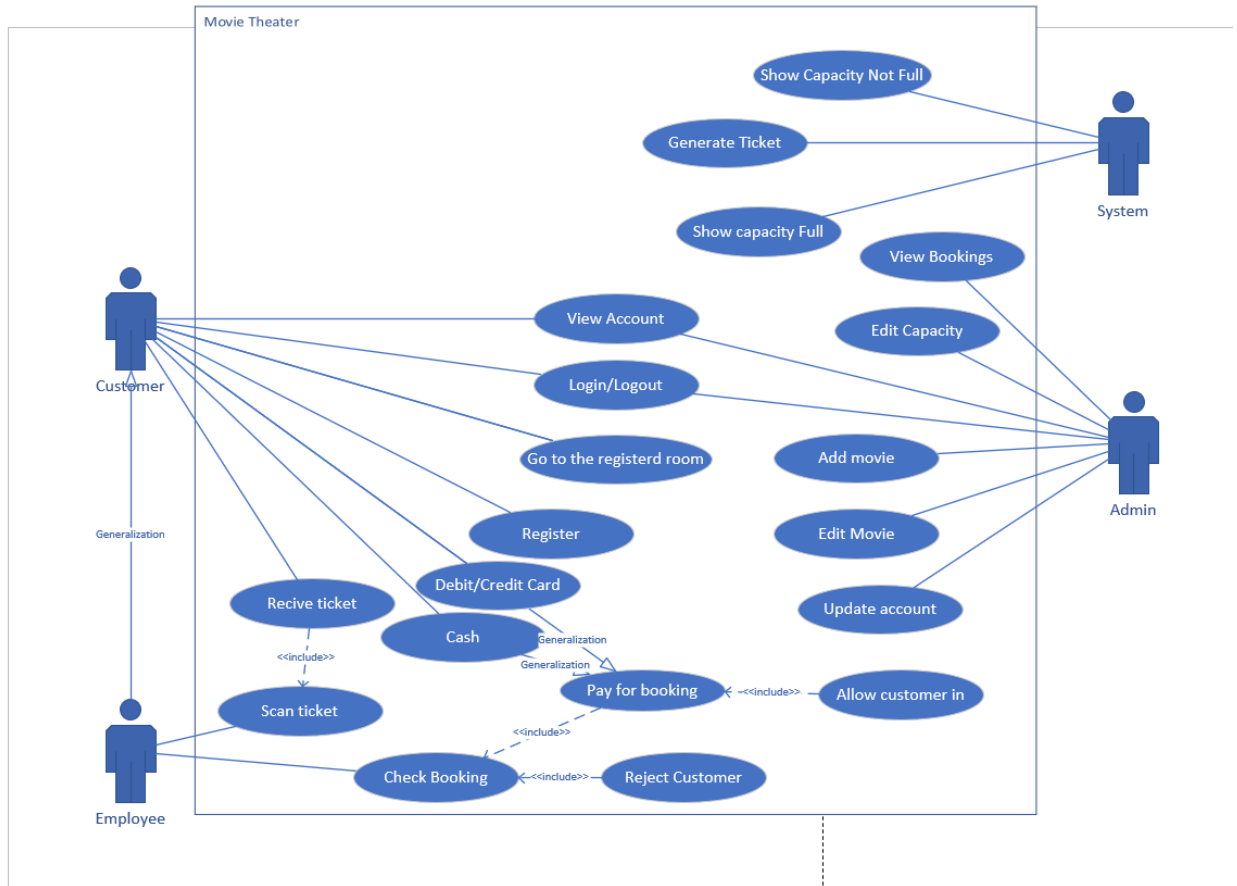 Movie Theater
Show Capacity Not Full
Generate Ticket
System
Show capacity Full
View Bookings
View Account
Edit Capacity
Customer
Login/Logout
Go to the registerd room
Add movie
Admin
Generalization
Register
Edit Movie
Debit/Credit Card
Recive ticket
Update account
Cash
Generalization
<<include>>
Generalization
Pay for booking
<<include>>
Allow customer in
Scan ticket
<<include>>
Check Booking
<<include>>
Reject Customer
Employee